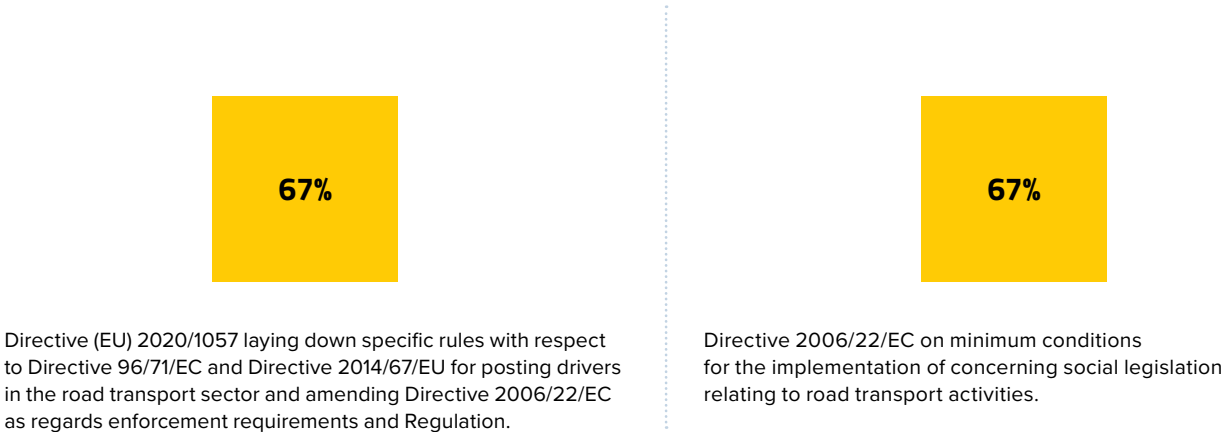 67%
Directive (EU) 2020/1057 laying down specific rules with respect
to Directive 96/71/EC and Directive 2014/67/EU for posting drivers
in the road transport sector and amending Directive 2006/22/EC
as regards enforcement requirements and Regulation.
67%
Directive 2006/22/EC on minimum conditions
for the implementation of concerning social legislation
relating to road transport activities.